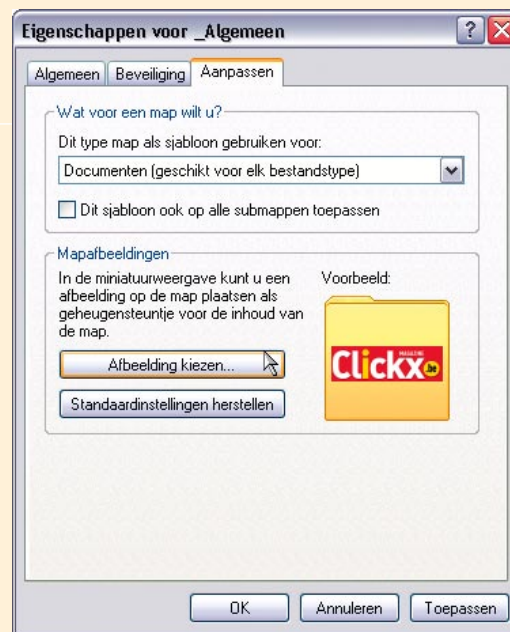 Eigenschappen voor _Algemeen
Algemeen Beveiliging Aanpassen
Wat voor een map wilt u?
Dit type map als sjabloon gebruiken voor:
Documenten (geschikt voor elk bestandstype)
Dit sjabloon ook op alle submappen toepassen
Mapafbeeldingen
In de miniatuurweergave kunt u een
afbeelding op de map plaatsen als
geheugensteuntje voor de inhoud van
de map.
Afbeelding kiezen...
Standaardinstellingen herstellen
Voorbeeld:
MAGAZINE
Clickx.be
OK Annuleren Toepassen